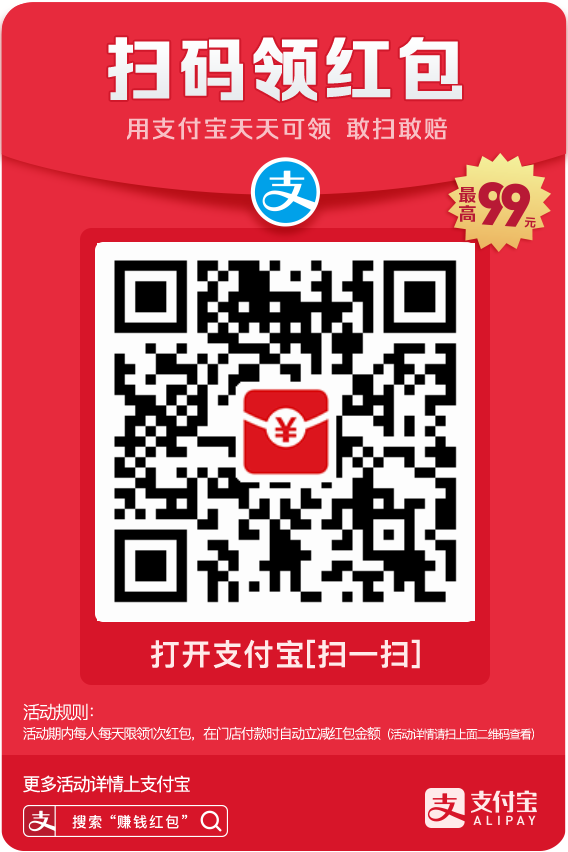 扫码领红包
用支付宝天天可领 敢扫敢赔
支
最高99元
¥
打开支付宝[扫一扫]
活动规则：
活动期内每人每天限领1次红包，在门店付款时自动立减红包金额（活动详情请扫上面二维码查看）
更多活动详情上支付宝
支 搜索“赚钱红包”
支 支付宝
ALIPAY